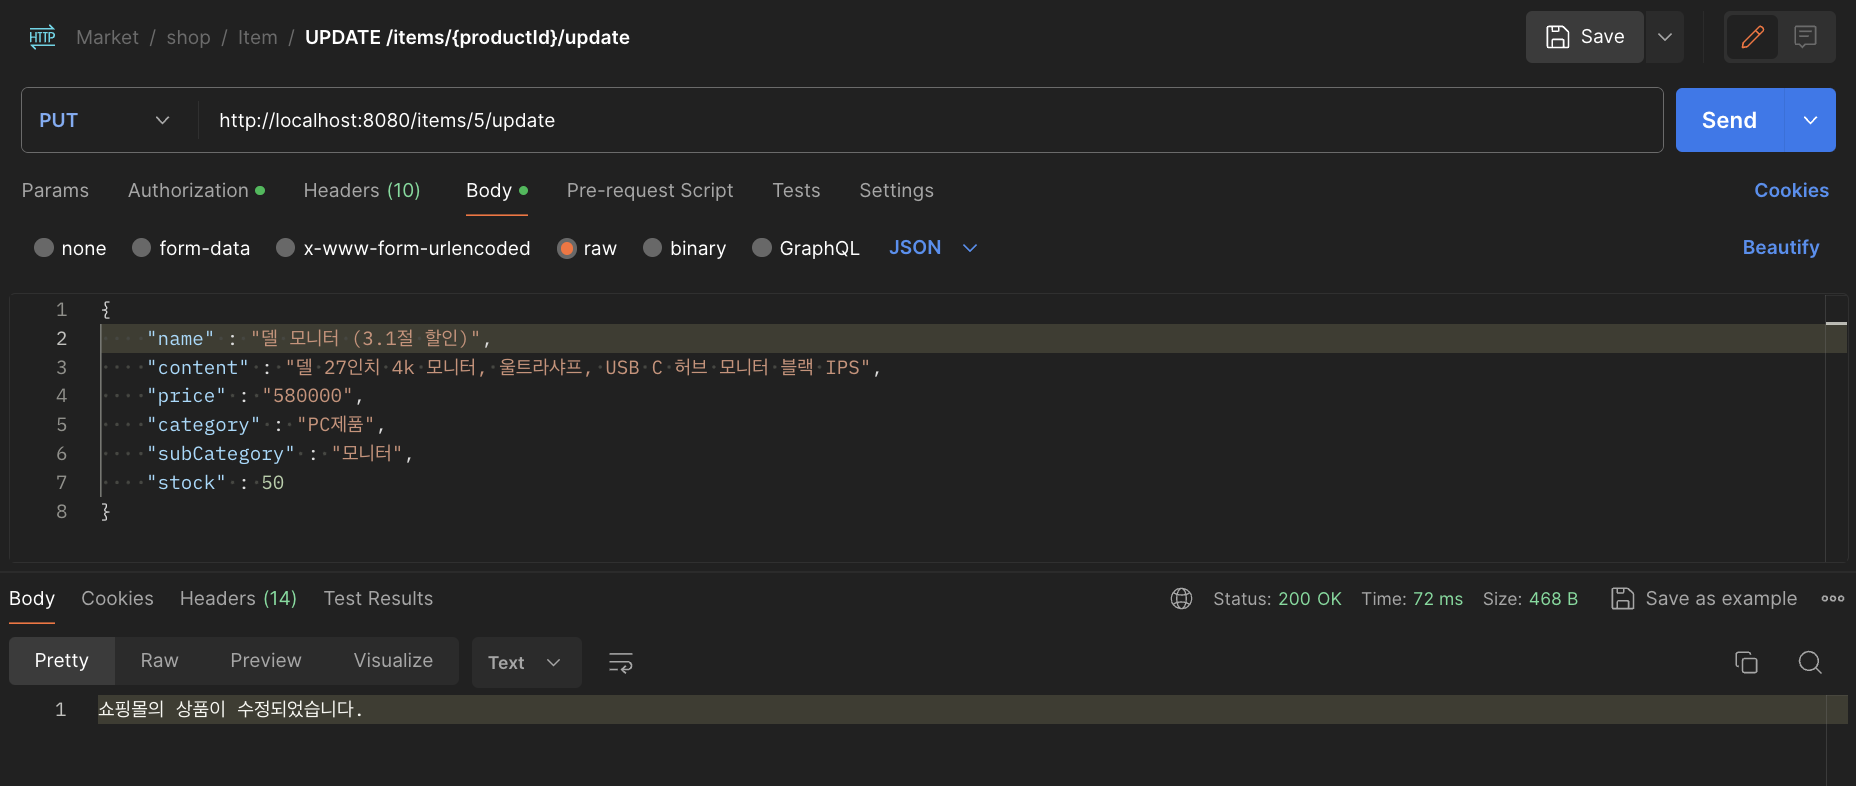 HTTP Market / shop / Item / UPDATE /items/{productId}/update Save
PUT http://localhost:8080/items/5/update Send
Params Authorization Headers (10) Body Pre-request Script Tests Settings Cookies
none form-data x-www-form-urlencoded raw binary GraphQL JSON Beautify
1 {
2 "name" : "델 모니터 (3.1절 할인)",
3 "content" : "델 27인치 4k 모니터, 울트라샤프, USB C 허브 모니터 블랙 IPS",
4 "price" : "580000",
5 "category" : "PC제품",
6 "subCategory" : "모니터",
7 "stock" : 50
8 }
Body Cookies Headers (14) Test Results Status: 200 OK Time: 72 ms Size: 468 B Save as example
Pretty Raw Preview Visualize Text
1 쇼핑몰의 상품이 수정되었습니다.